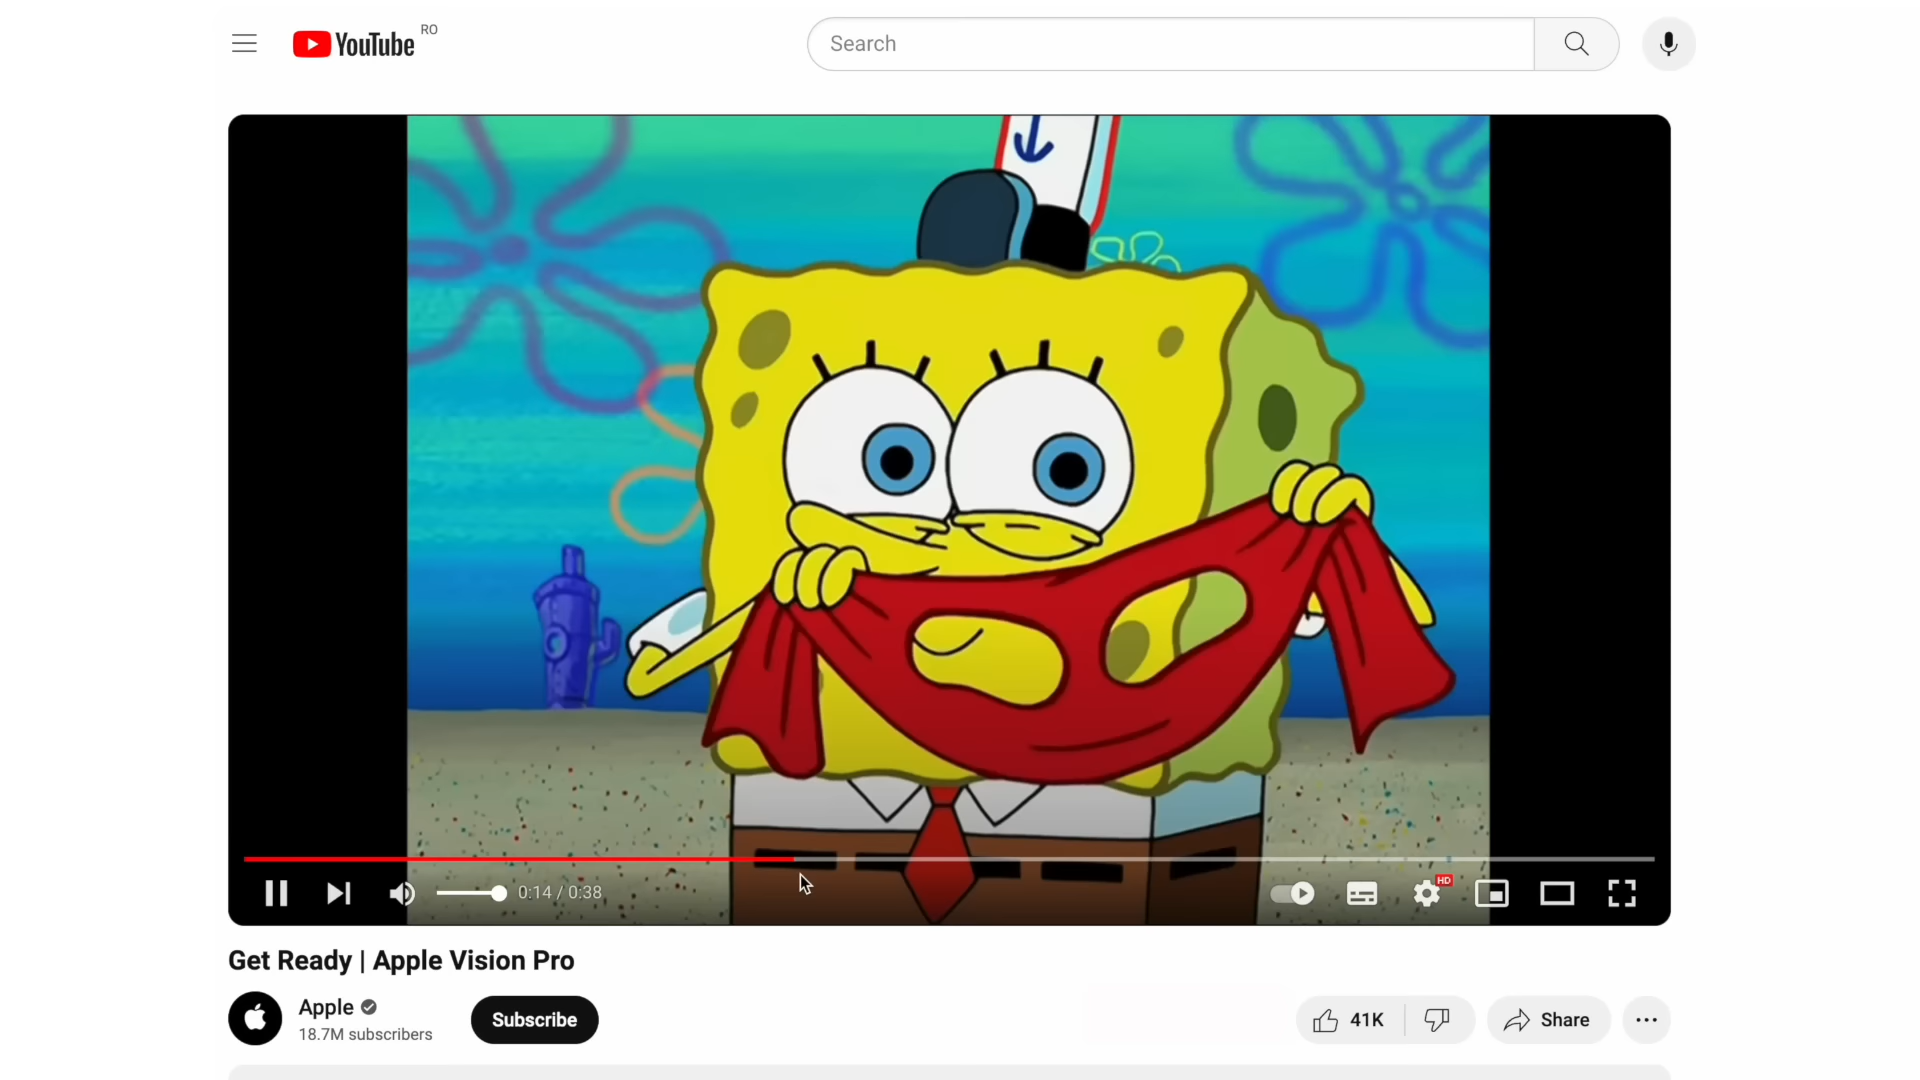 YouTube RO
Search
0:14 / 0:38
HD
Get Ready | Apple Vision Pro
Apple
18.7M subscribers
Subscribe
41K
Share